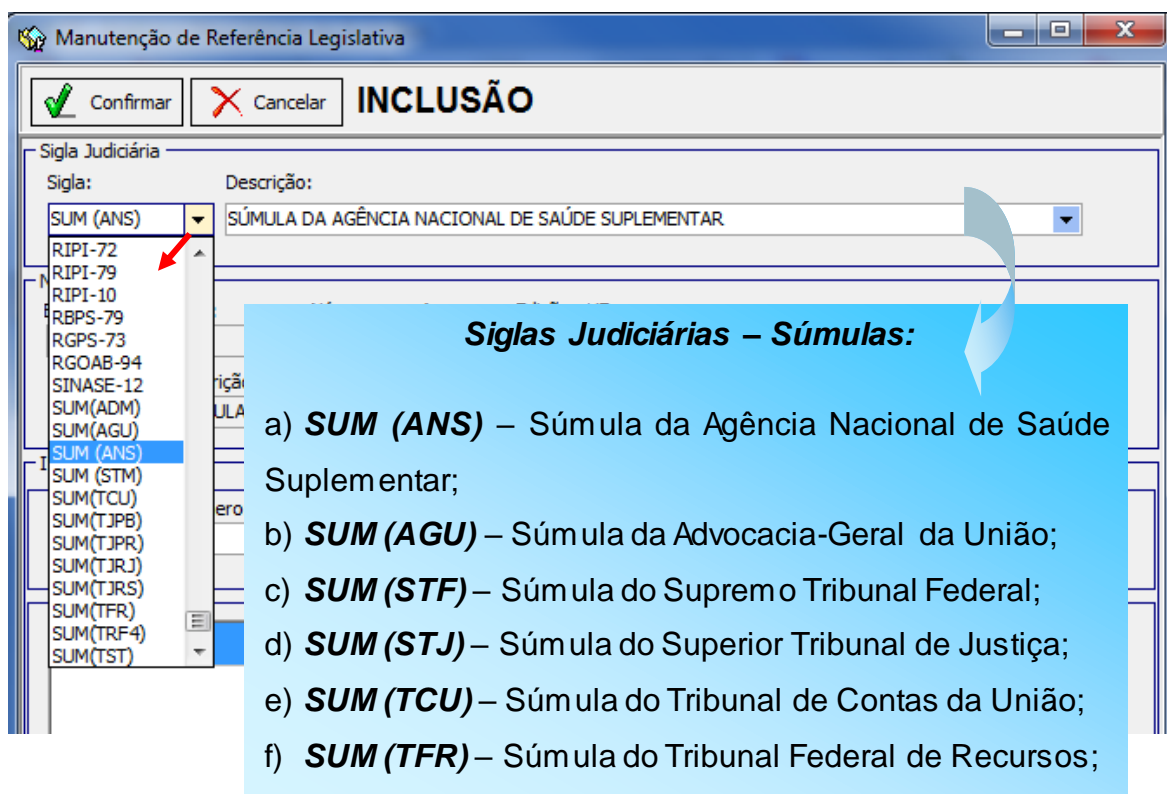 Manutenção de Referência Legislativa
Confirmar
Cancelar
INCLUSÃO
Sigla Judiciária
Sigla:
Descrição:
SUM (ANS)
SÚMULA DA AGÊNCIA NACIONAL DE SAÚDE SUPLEMENTAR
RIPI-72
RIPI-79
RIPI-10
RBPS-79
RGPS-73
RGOAB-94
SINASE-12
SUM(ADM)
SUM(AGU)
SUM (ANS)
SUM (STM)
SUM(TCU)
SUM(TJPB)
SUM(TJPR)
SUM(TJRJ)
SUM(TJRS)
SUM(TFR)
SUM(TRF4)
SUM(TST)
Siglas Judiciárias – Súmulas:
a) SUM (ANS) – Súmula da Agência Nacional de Saúde
Suplementar;
b) SUM (AGU) – Súmula da Advocacia-Geral da União;
c) SUM (STF) – Súmula do Supremo Tribunal Federal;
d) SUM (STJ) – Súmula do Superior Tribunal de Justiça;
e) SUM (TCU) – Súmula do Tribunal de Contas da União;
f) SUM (TFR) – Súmula do Tribunal Federal de Recursos;